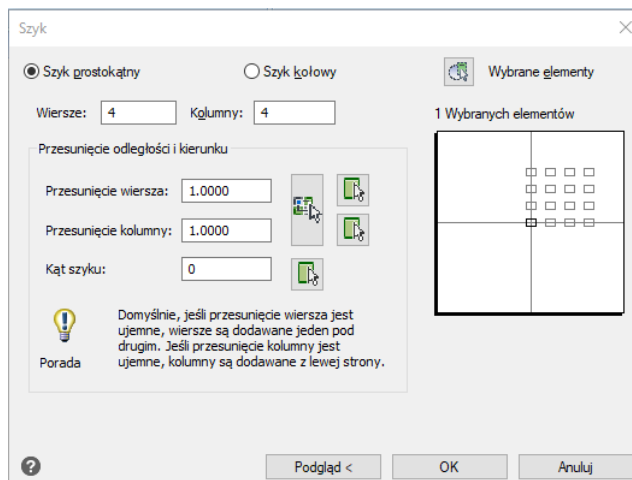 Szyk
Szyk prostokątny
Szyk kołowy
Wybrane elementy
Wiersze: 4
Kolumny: 4
1 Wybranych elementów
Przesunięcie odległości i kierunku
Przesunięcie wiersza: 1.0000
Przesunięcie kolumny: 1.0000
Kąt szyku: 0
Porada
Domyślnie, jeśli przesunięcie wiersza jest
ujemne, wiersze są dodawane jeden pod
drugim. Jeśli przesunięcie kolumny jest
ujemne, kolumny są dodawane z lewej strony.
?
Podgląd <
OK
Anuluj